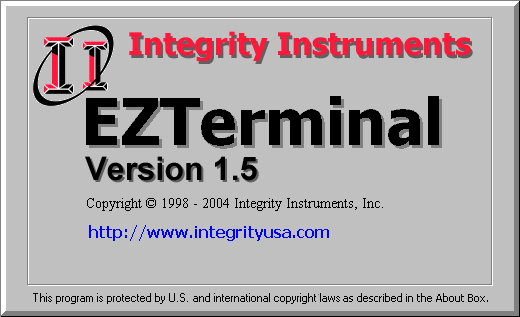 Integrity Instruments
EZTerminal
Version 1.5
Copyright © 1998 - 2004 Integrity Instruments, Inc.
http://www.integrityusa.com
This program is protected by U.S. and international copyright laws as described in the About Box.